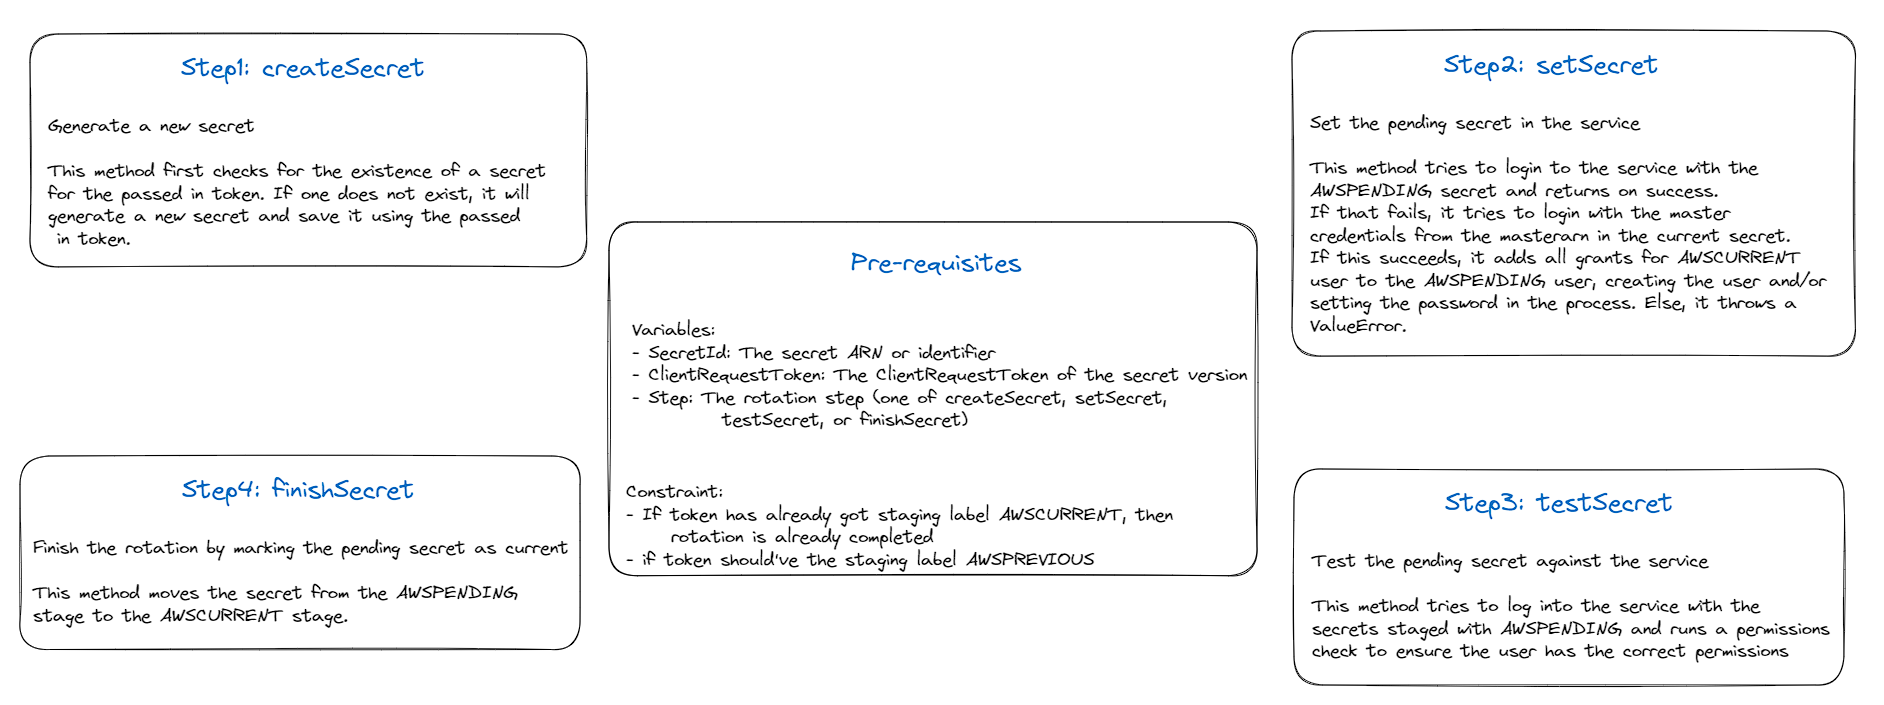 Step1: createSecret
Generate a new secret
This method first checks for the existence of a secret
for the passed in token. If one does not exist, it will
generate a new secret and save it using the passed
in token.
Step2: setSecret
Set the pending secret in the service
This method tries to login to the service with the
AWSPENDING secret and returns on success.
If that fails, it tries to login with the master
credentials from the masterarn in the current secret.
If this succeeds, it adds all grants for AWSCURRENT
user to the AWSPENDING user, creating the user and/or
setting the password in the process. Else, it throws a
ValueError.
Pre-requisites
Variables:
- SecretId: The secret ARN or identifier
- ClientRequestToken: The ClientRequestToken of the secret version
- Step: The rotation step (one of createSecret, setSecret,
testSecret, or finishSecret)
Constraint:
- If token has already got staging label AWSCURRENT, then
rotation is already completed
- if token should've the staging label AWSPREVIOUS
Step4: finishSecret
Finish the rotation by marking the pending secret as current
This method moves the secret from the AWSPENDING
stage to the AWSCURRENT stage.
Step3: testSecret
Test the pending secret against the service
This method tries to log into the service with the
secrets staged with AWSPENDING and runs a permissions
check to ensure the user has the correct permissions